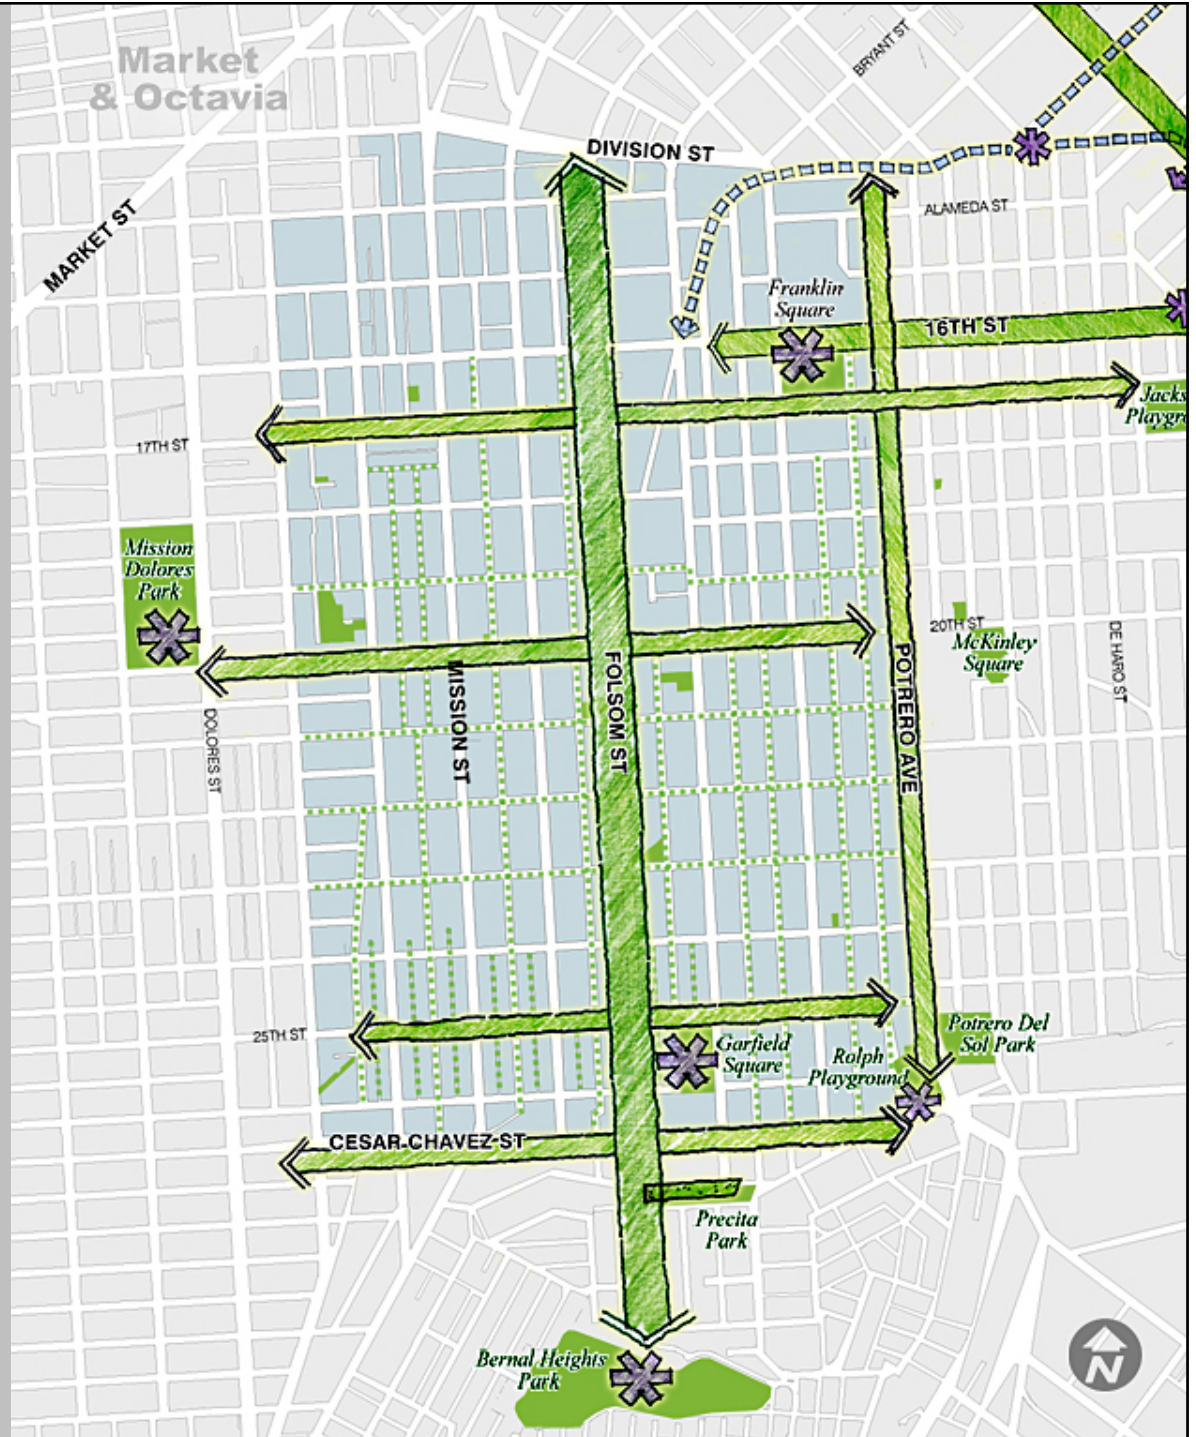 Market
& Octavia
BRYANT ST
DIVISION ST
MARKET ST
ALAMEDA ST
Franklin
Square
16TH ST
17TH ST
Mission
Dolores
Park
20TH ST
McKinley
Square
DE HARO ST
POTRERO AVE
FOLSOM ST
MISSION ST
DOLORES ST
25TH ST
Garfield
Square
Rolph
Playground
Potrero Del
Sol Park
CESAR CHAVEZ ST
Precita
Park
Bernal Heights
Park
N